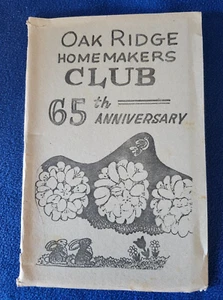 OAK RIDGE
HOMEMAKERS
CLUB
65th
ANNIVERSARY